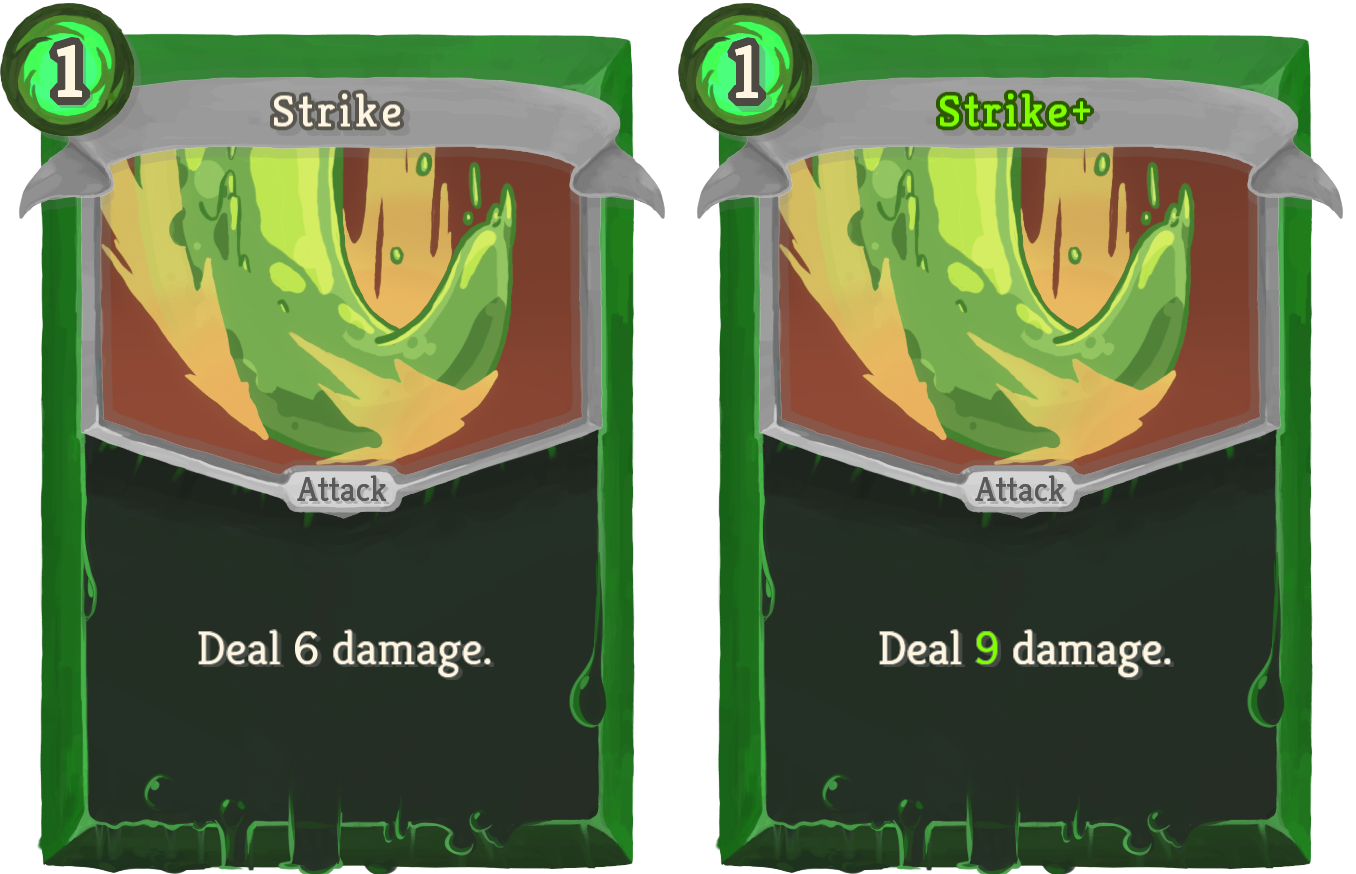 1
Strike
Attack
Deal 6 damage.
1
Strike+
Attack
Deal 9 damage.